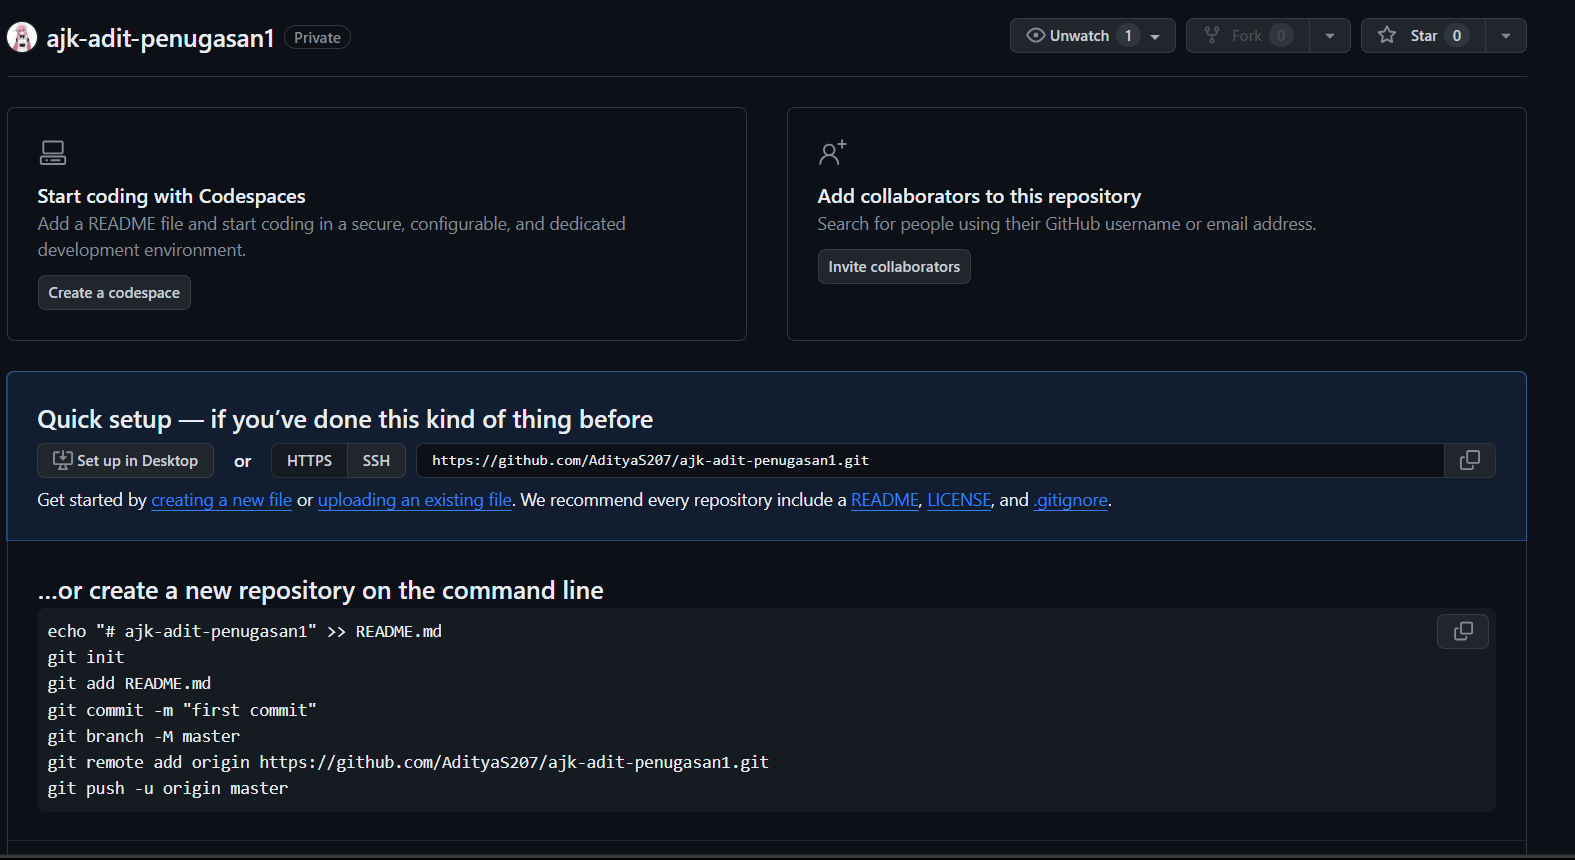 ajk-adit-penugasan1 Private
Unwatch 1
Fork 0
Star 0
Start coding with Codespaces
Add a README file and start coding in a secure, configurable, and dedicated
development environment.
Create a codespace
Add collaborators to this repository
Search for people using their GitHub username or email address.
Invite collaborators
Quick setup — if you’ve done this kind of thing before
Set up in Desktop or HTTPS SSH https://github.com/AdityaS207/ajk-adit-penugasan1.git
Get started by creating a new file or uploading an existing file. We recommend every repository include a README, LICENSE, and .gitignore.
…or create a new repository on the command line
echo "# ajk-adit-penugasan1" >> README.md
git init
git add README.md
git commit -m "first commit"
git branch -M master
git remote add origin https://github.com/AdityaS207/ajk-adit-penugasan1.git
git push -u origin master